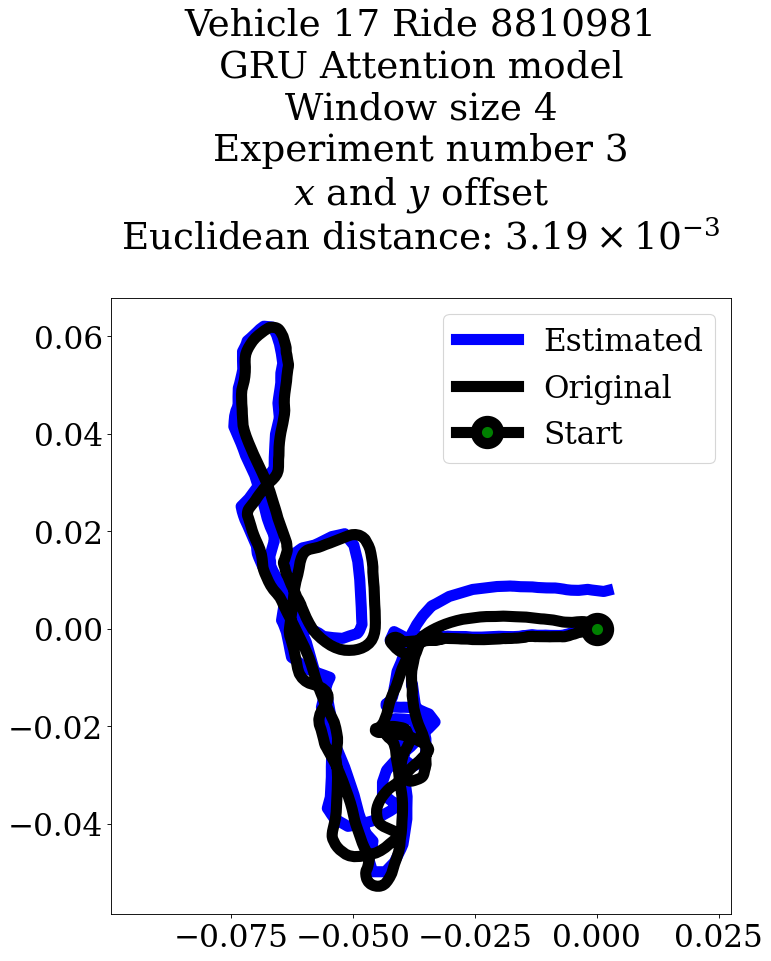 Vehicle 17 Ride 8810981
GRU Attention model
Window size 4
Experiment number 3
x and y offset
Euclidean distance: 3.19 × 10⁻³
Estimated
Original
Start
0.06
0.04
0.02
0.00
−0.02
−0.04
−0.075 −0.050 −0.025 0.000 0.025